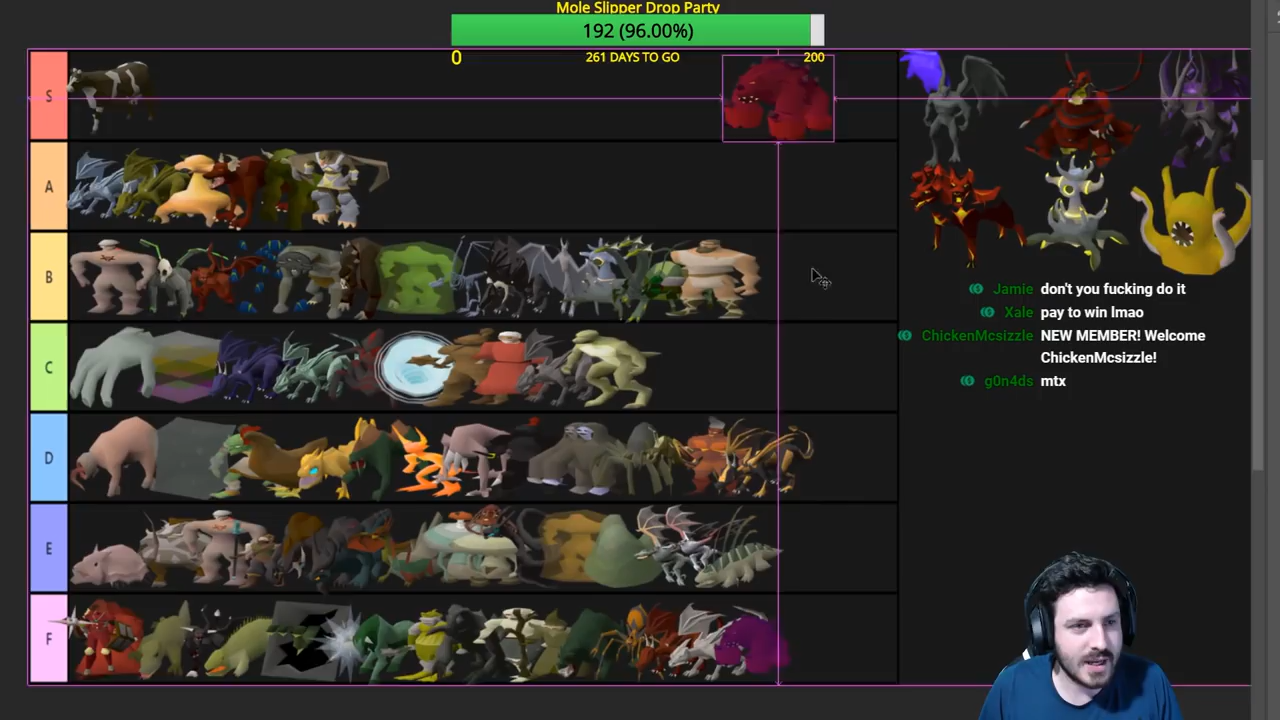 Mole Slipper Drop Party
192 (96.00%)
0 261 DAYS TO GO 200
S
A
B
C
D
E
F
Jamie don't you fucking do it
Xale pay to win lmao
ChickenMcsizzle NEW MEMBER! Welcome
ChickenMcsizzle!
g0n4ds mtx